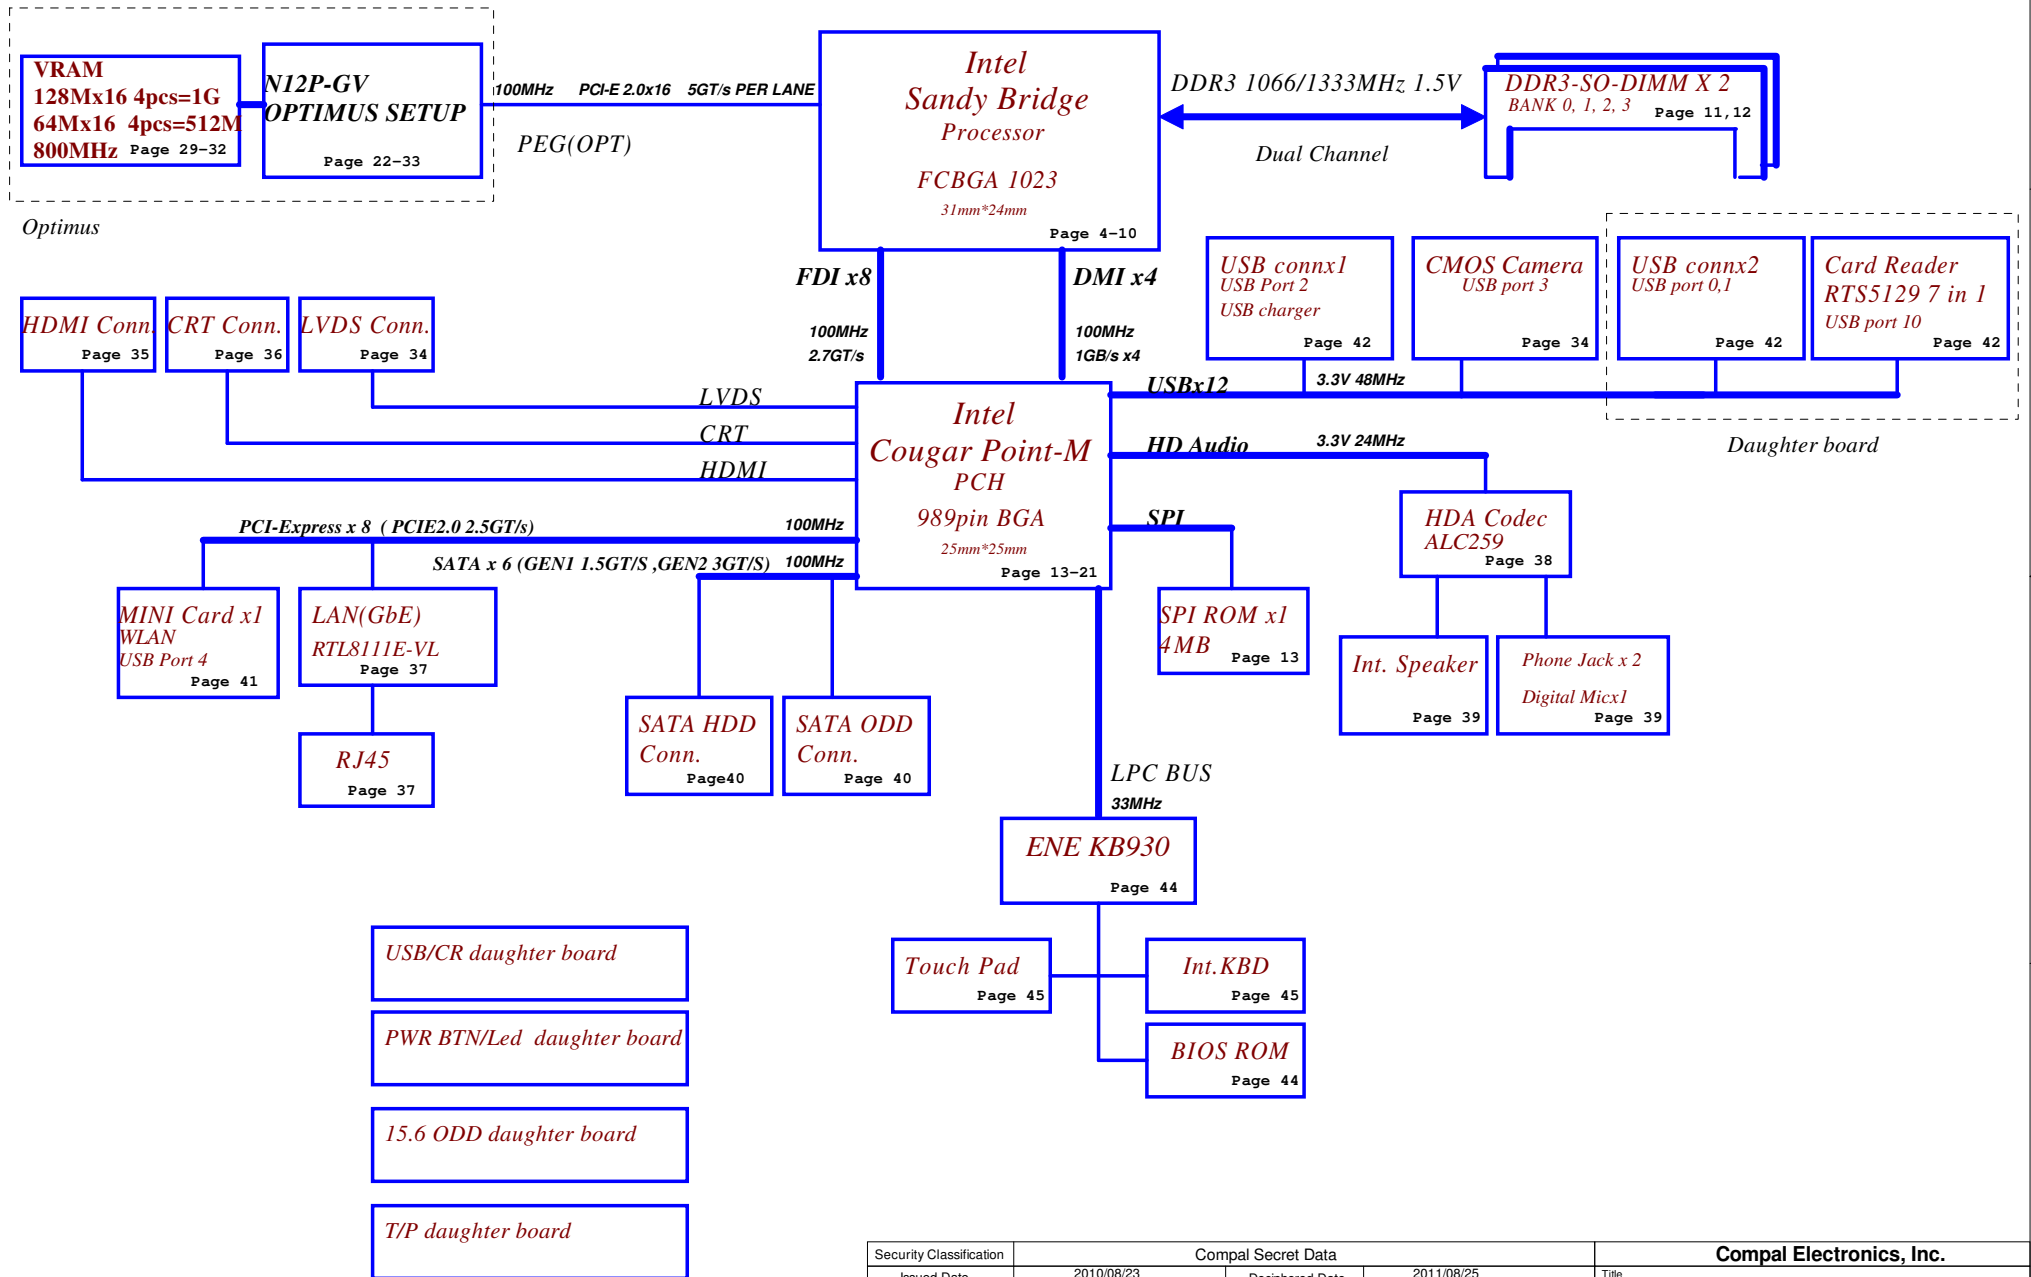 VRAM
128Mx16 4pcs=1G
64Mx16 4pcs=512M
800MHz Page 29-32
N12P-GV
OPTIMUS SETUP
Page 22-33
Optimus
100MHz PCI-E 2.0x16 5GT/s PER LANE
PEG(OPT)
Intel
Sandy Bridge
Processor
FCBGA 1023
31mm*24mm
Page 4-10
DDR3 1066/1333MHz 1.5V
Dual Channel
DDR3-SO-DIMM X 2
BANK 0, 1, 2, 3
Page 11,12
FDI x8
100MHz
2.7GT/s
DMI x4
100MHz
1GB/s x4
USB connx1
USB Port 2
USB charger
Page 42
CMOS Camera
USB port 3
Page 34
USB connx2
USB port 0,1
Page 42
Card Reader
RTS5129 7 in 1
USB port 10
Page 42
Daughter board
HDMI Conn.
Page 35
CRT Conn.
Page 36
LVDS Conn.
Page 34
LVDS
CRT
HDMI
Intel
Cougar Point-M
PCH
989pin BGA
25mm*25mm
Page 13-21
USBx12
3.3V 48MHz
HD Audio
3.3V 24MHz
SPI
PCI-Express x 8 ( PCIE2.0 2.5GT/s)
100MHz
SATA x 6 (GEN1 1.5GT/S ,GEN2 3GT/S)
100MHz
HDA Codec
ALC259
Page 38
MINI Card x1
WLAN
USB Port 4
Page 41
LAN(GbE)
RTL8111E-VL
Page 37
RJ45
Page 37
SATA HDD
Conn.
Page40
SATA ODD
Conn.
Page 40
SPI ROM x1
4MB
Page 13
Int. Speaker
Page 39
Phone Jack x 2
Digital Micx1
Page 39
LPC BUS
33MHz
ENE KB930
Page 44
Touch Pad
Page 45
Int.KBD
Page 45
BIOS ROM
Page 44
USB/CR daughter board
PWR BTN/Led daughter board
15.6 ODD daughter board
T/P daughter board
Security Classification
Compal Secret Data
Compal Electronics, Inc.
Issued Date
2010/08/23
Deciphered Date
2011/08/25
Title